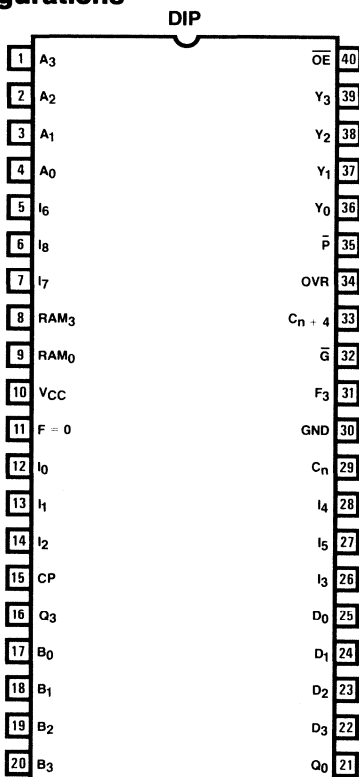 gurations
DIP
1 A3 OE 40
2 A2 Y3 39
3 A1 Y2 38
4 A0 Y1 37
5 I6 Y0 36
6 I8 P 35
7 I7 OVR 34
8 RAM3 Cn + 4 33
9 RAM0 G 32
10 VCC F3 31
11 F = 0 GND 30
12 I0 Cn 29
13 I1 I4 28
14 I2 I5 27
15 CP I3 26
16 Q3 D0 25
17 B0 D1 24
18 B1 D2 23
19 B2 D3 22
20 B3 Q0 21